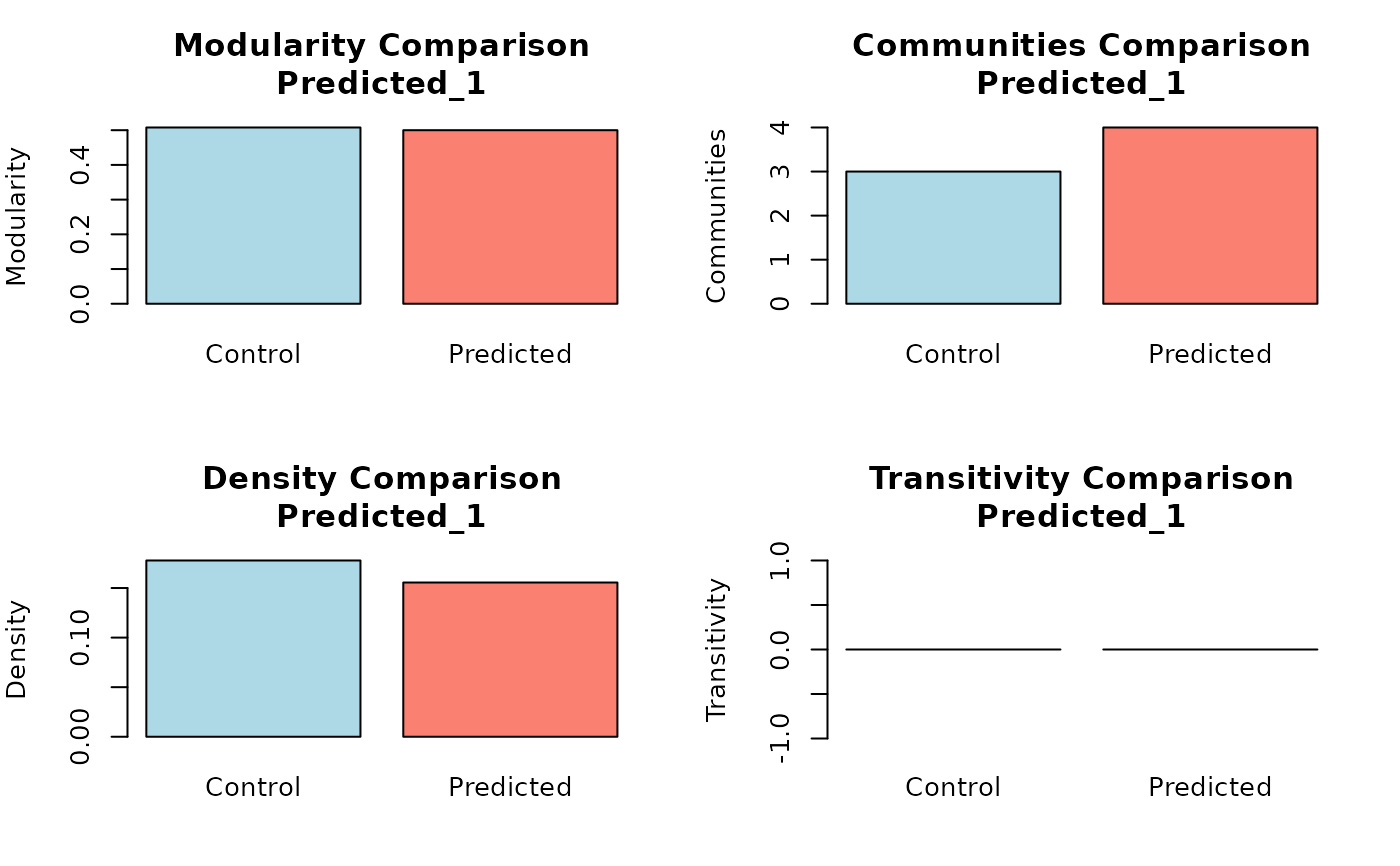 Modularity Comparison
Predicted_1
Modularity
0.0
0.2
0.4
Control
Predicted
Communities Comparison
Predicted_1
Communities
0
1
2
3
4
Control
Predicted
Density Comparison
Predicted_1
Density
0.00
0.10
Control
Predicted
Transitivity Comparison
Predicted_1
Transitivity
-1.0
0.0
1.0
Control
Predicted